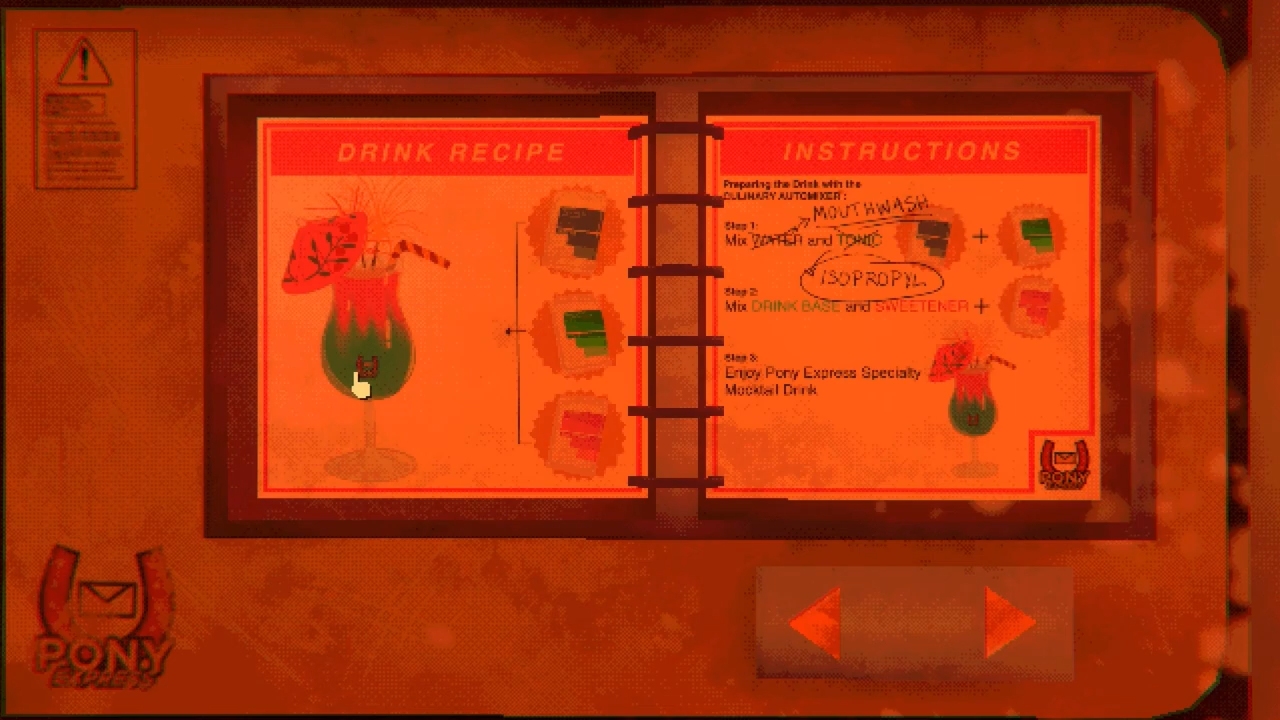 DRINK RECIPE
INSTRUCTIONS
Preparing the Drink with the
CULINARY AUTOMIXER:
MOUTHWASH
Step 1:
Mix WATER and TONIC
+
ISOPROPYL
Step 2:
Mix DRINK BASE and SWEETENER +
Step 3:
Enjoy Pony Express Specialty
Mocktail Drink
PONY
EXPRESS
PONY
EXPRESS